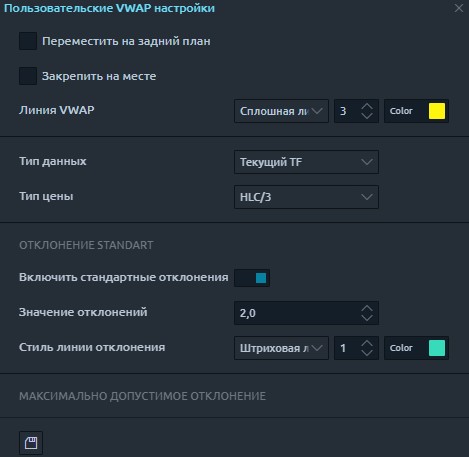 Пользовательские VWAP настройки
Переместить на задний план
Закрепить на месте
Линия VWAP Сплошная ли 3 Color
Тип данных Текущий TF
Тип цены HLC/3
ОТКЛОНЕНИЕ STANDART
Включить стандартные отклонения
Значение отклонений 2,0
Стиль линии отклонения Штриховая л 1 Color
МАКСИМАЛЬНО ДОПУСТИМОЕ ОТКЛОНЕНИЕ